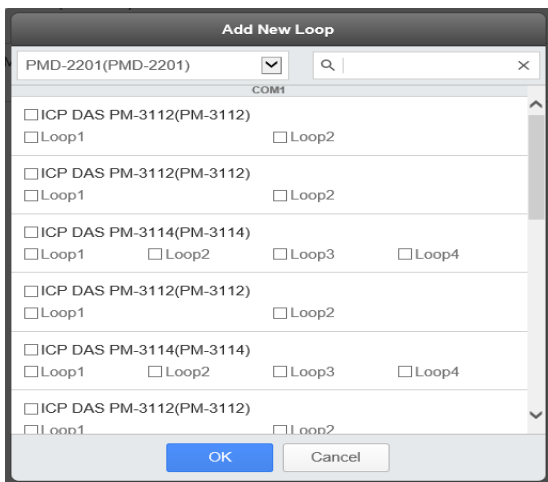 Add New Loop
PMD-2201(PMD-2201)
COM1
ICP DAS PM-3112(PM-3112)
Loop1 Loop2
ICP DAS PM-3112(PM-3112)
Loop1 Loop2
ICP DAS PM-3114(PM-3114)
Loop1 Loop2 Loop3 Loop4
ICP DAS PM-3112(PM-3112)
Loop1 Loop2
ICP DAS PM-3114(PM-3114)
Loop1 Loop2 Loop3 Loop4
ICP DAS PM-3112(PM-3112)
Loop1 Loop2
OK Cancel